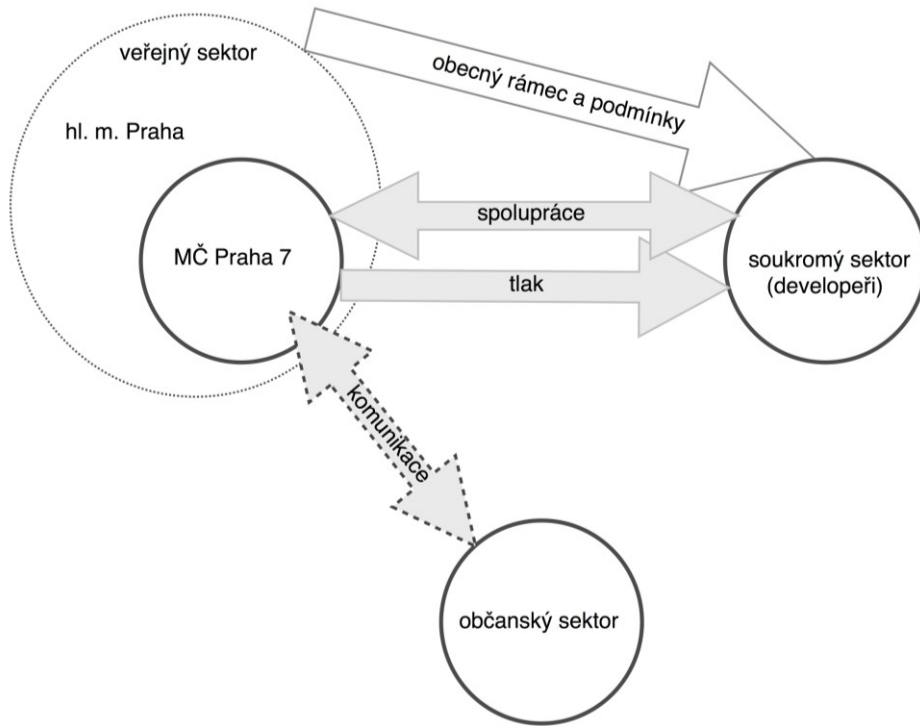 veřejný sektor
obecný rámec a podmínky
hl. m. Praha
spolupráce
MČ Praha 7
soukromý sektor
(developeři)
tlak
komunikace
občanský sektor